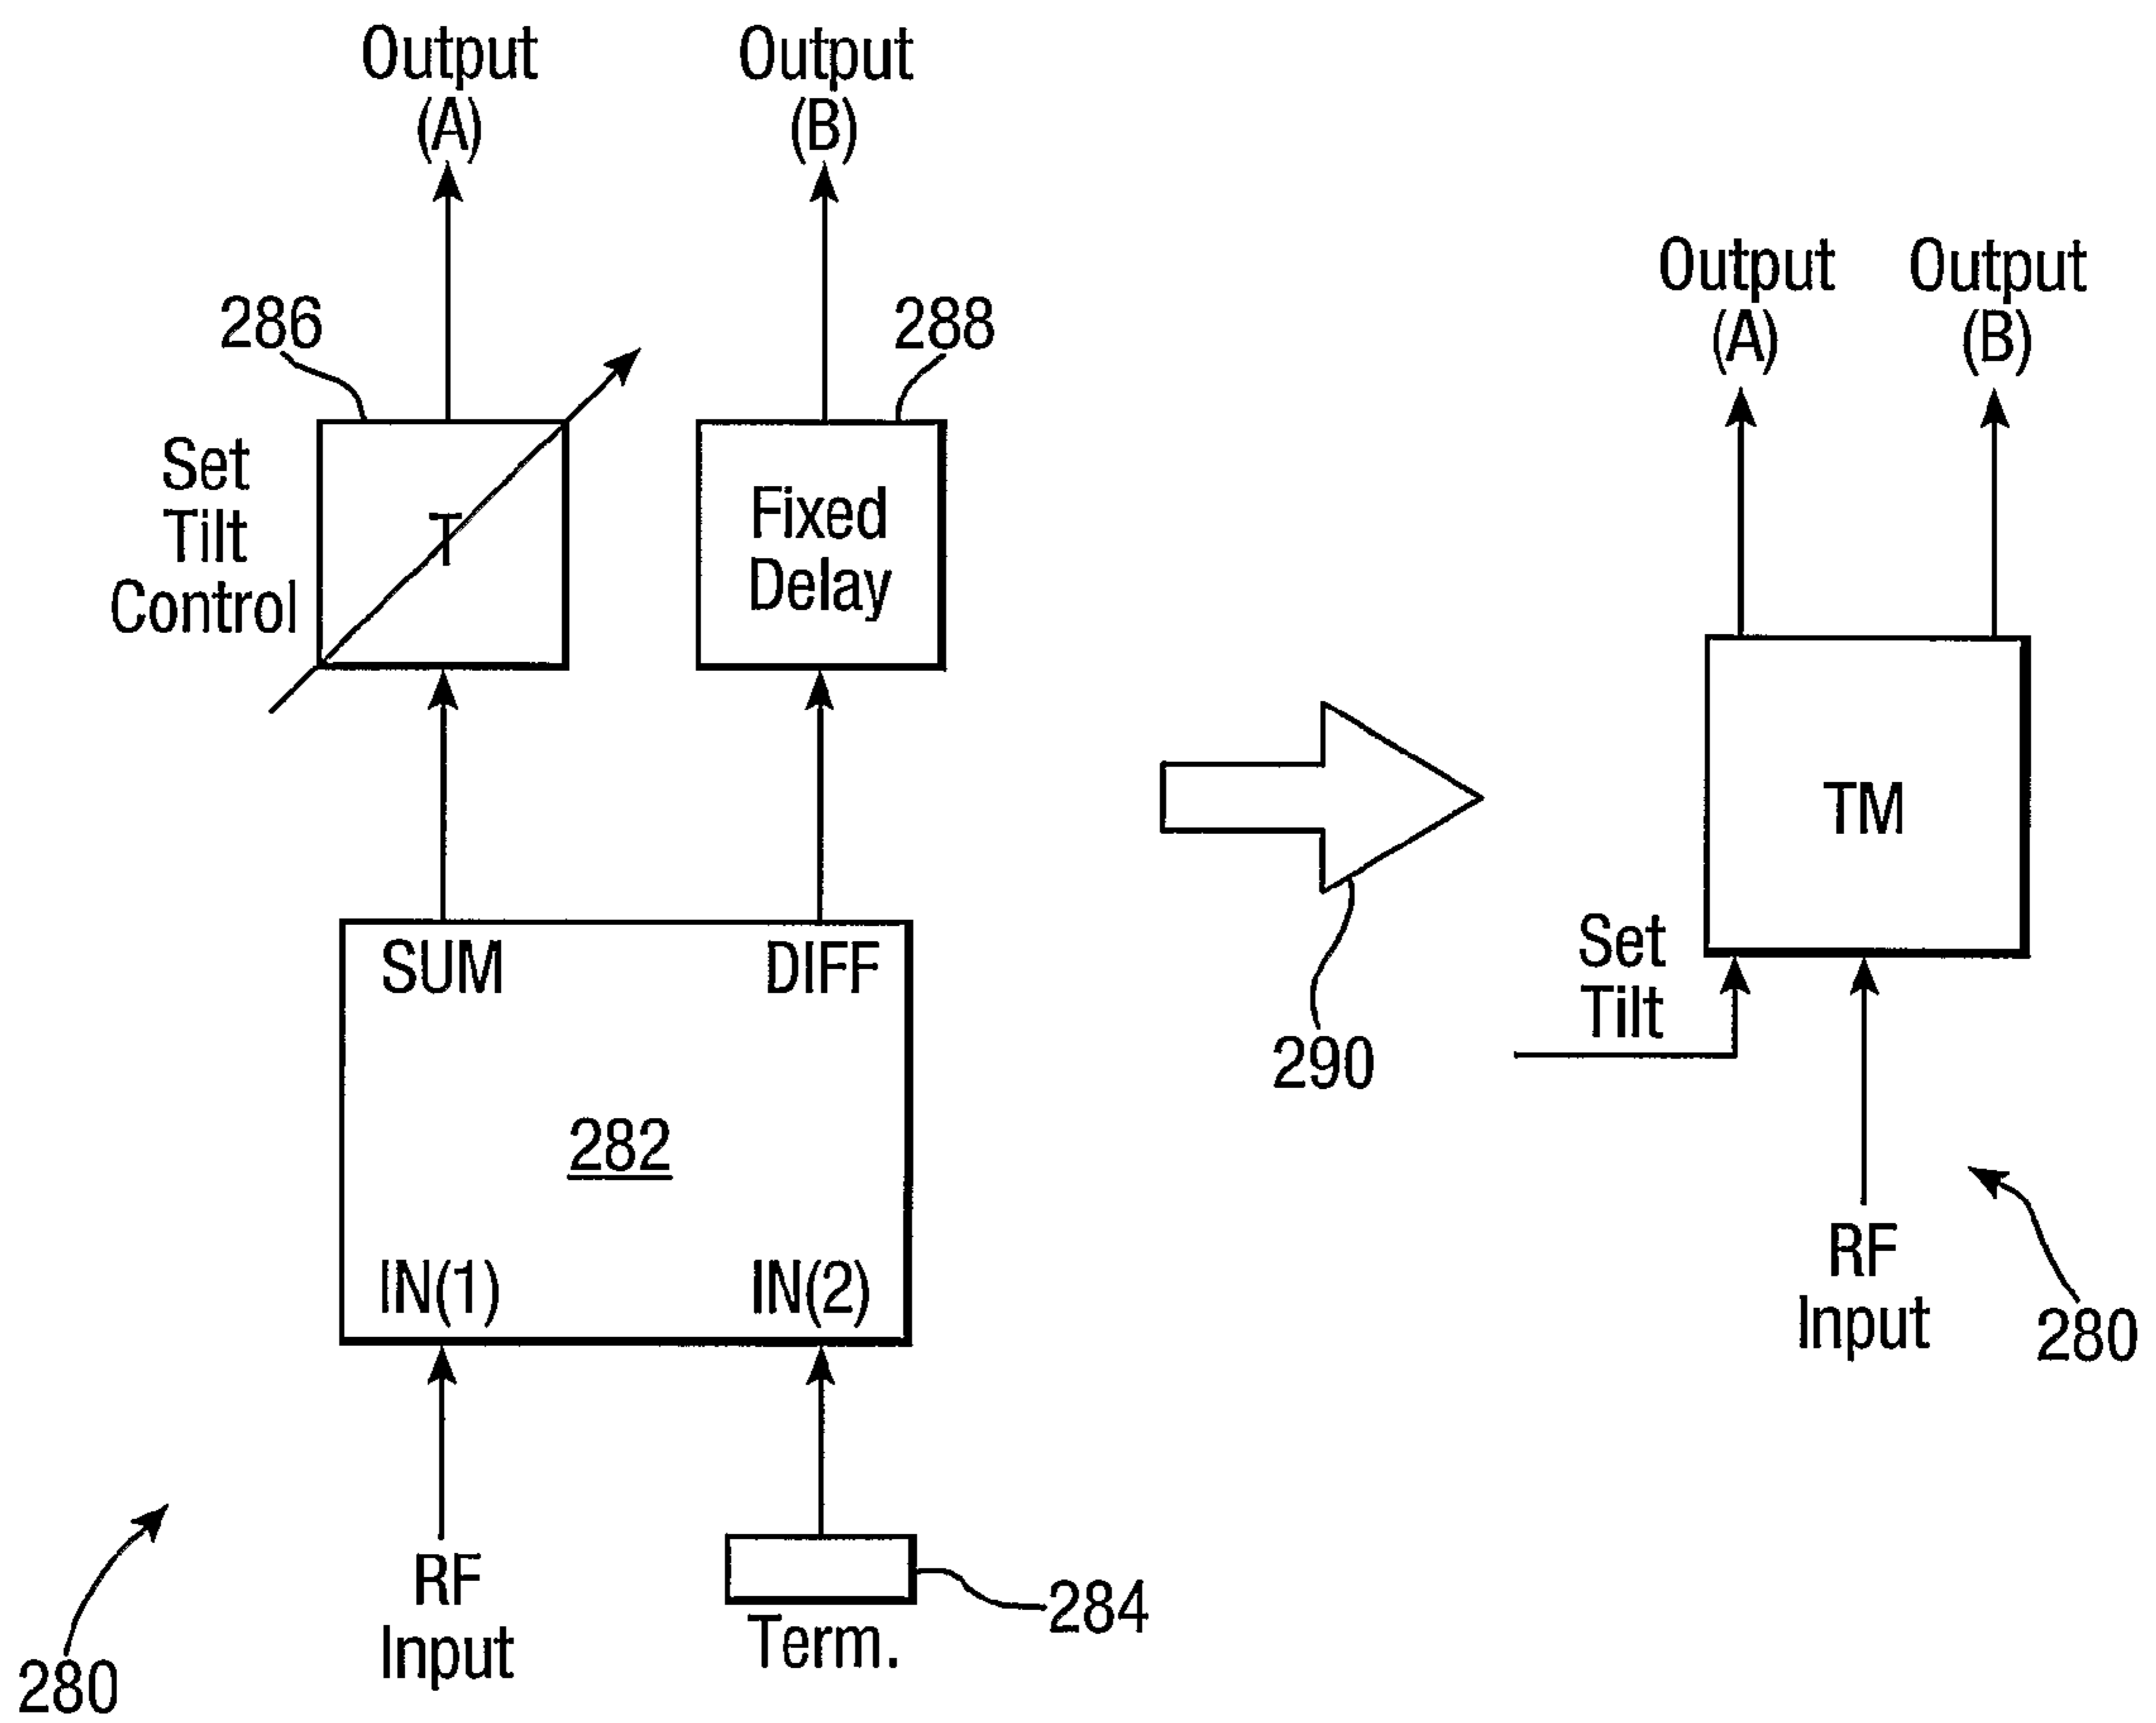 Output
(A)
Output
(B)
286
288
Set
Tilt
Control
T
Fixed
Delay
SUM
DIFF
282
IN(1)
IN(2)
RF
Input
Term.
284
280
290
Output
(A)
Output
(B)
TM
Set
Tilt
RF
Input
280